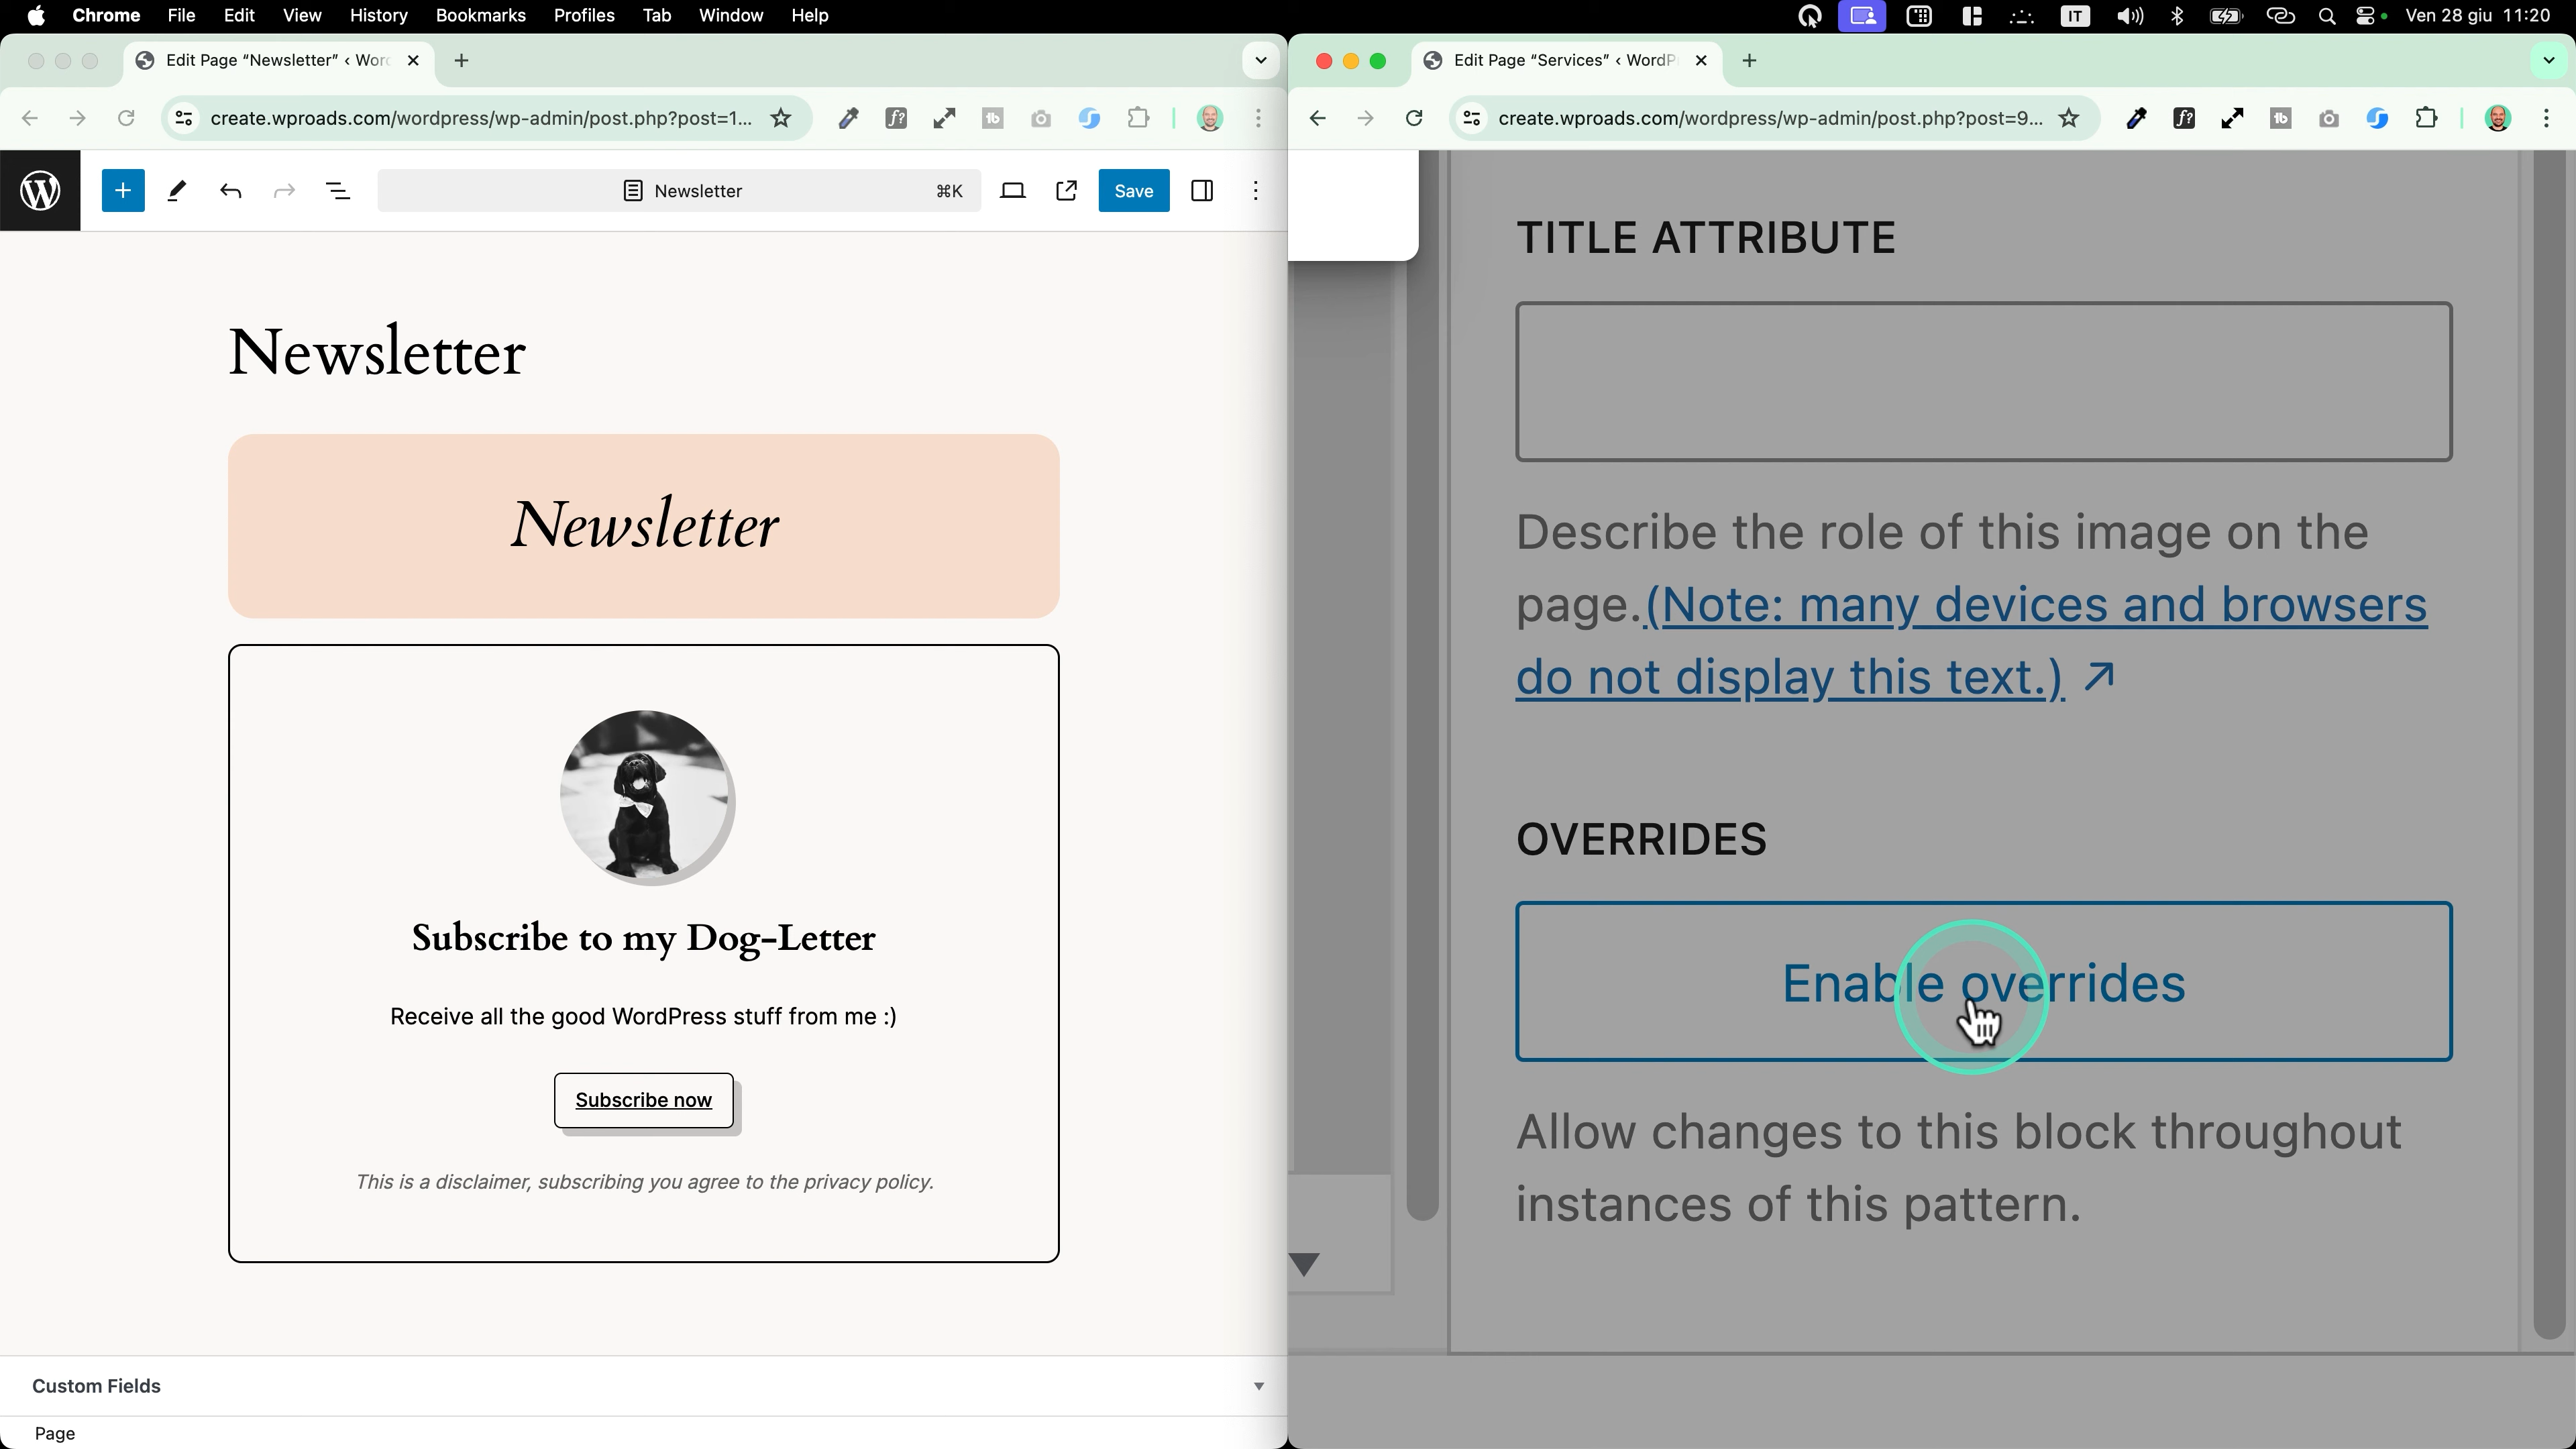 Chrome File Edit View History Bookmarks Profiles Tab Window Help
IT Ven 28 giu 11:20
Edit Page “Newsletter” ‹ Wor
create.wproads.com/wordpress/wp-admin/post.php?post=1...
Newsletter ⌘K Save
Newsletter
Newsletter
Subscribe to my Dog-Letter
Receive all the good WordPress stuff from me :)
Subscribe now
This is a disclaimer, subscribing you agree to the privacy policy.
Custom Fields
Page
Edit Page “Services” ‹ WordP
create.wproads.com/wordpress/wp-admin/post.php?post=9...
TITLE ATTRIBUTE
Describe the role of this image on the
page.(Note: many devices and browsers
do not display this text.) ↗
OVERRIDES
Enable overrides
Allow changes to this block throughout
instances of this pattern.